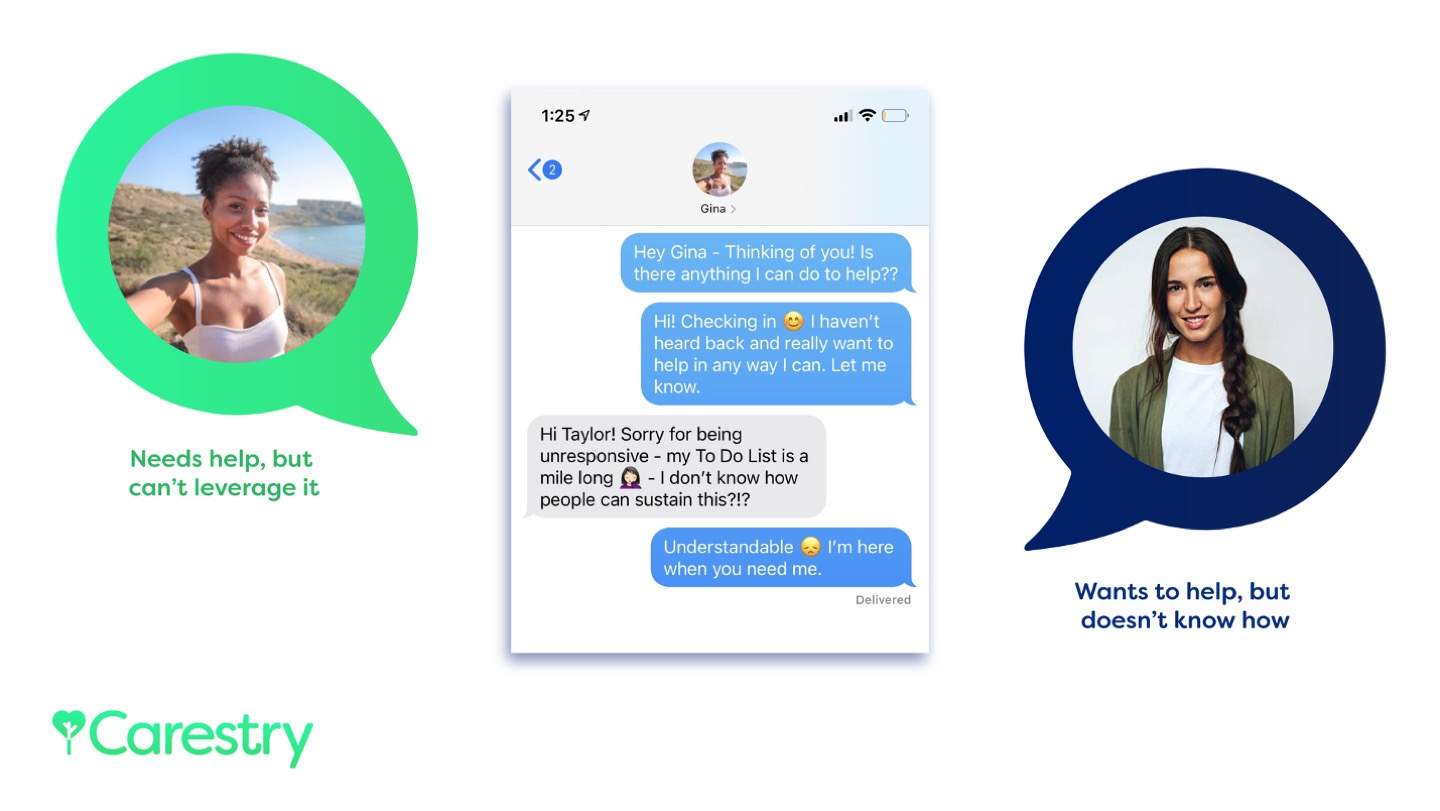 Needs help, but
can't leverage it
1:25
2
Gina
Hey Gina - Thinking of you! Is
there anything I can do to help??
Hi! Checking in 😊 I haven't
heard back and really want to
help in any way I can. Let me
know.
Hi Taylor! Sorry for being
unresponsive - my To Do List is a
mile long 🤦🏻‍♀️ - I don't know how
people can sustain this?!?
Understandable 😞 I'm here
when you need me.
Delivered
Wants to help, but
doesn't know how
Carestry